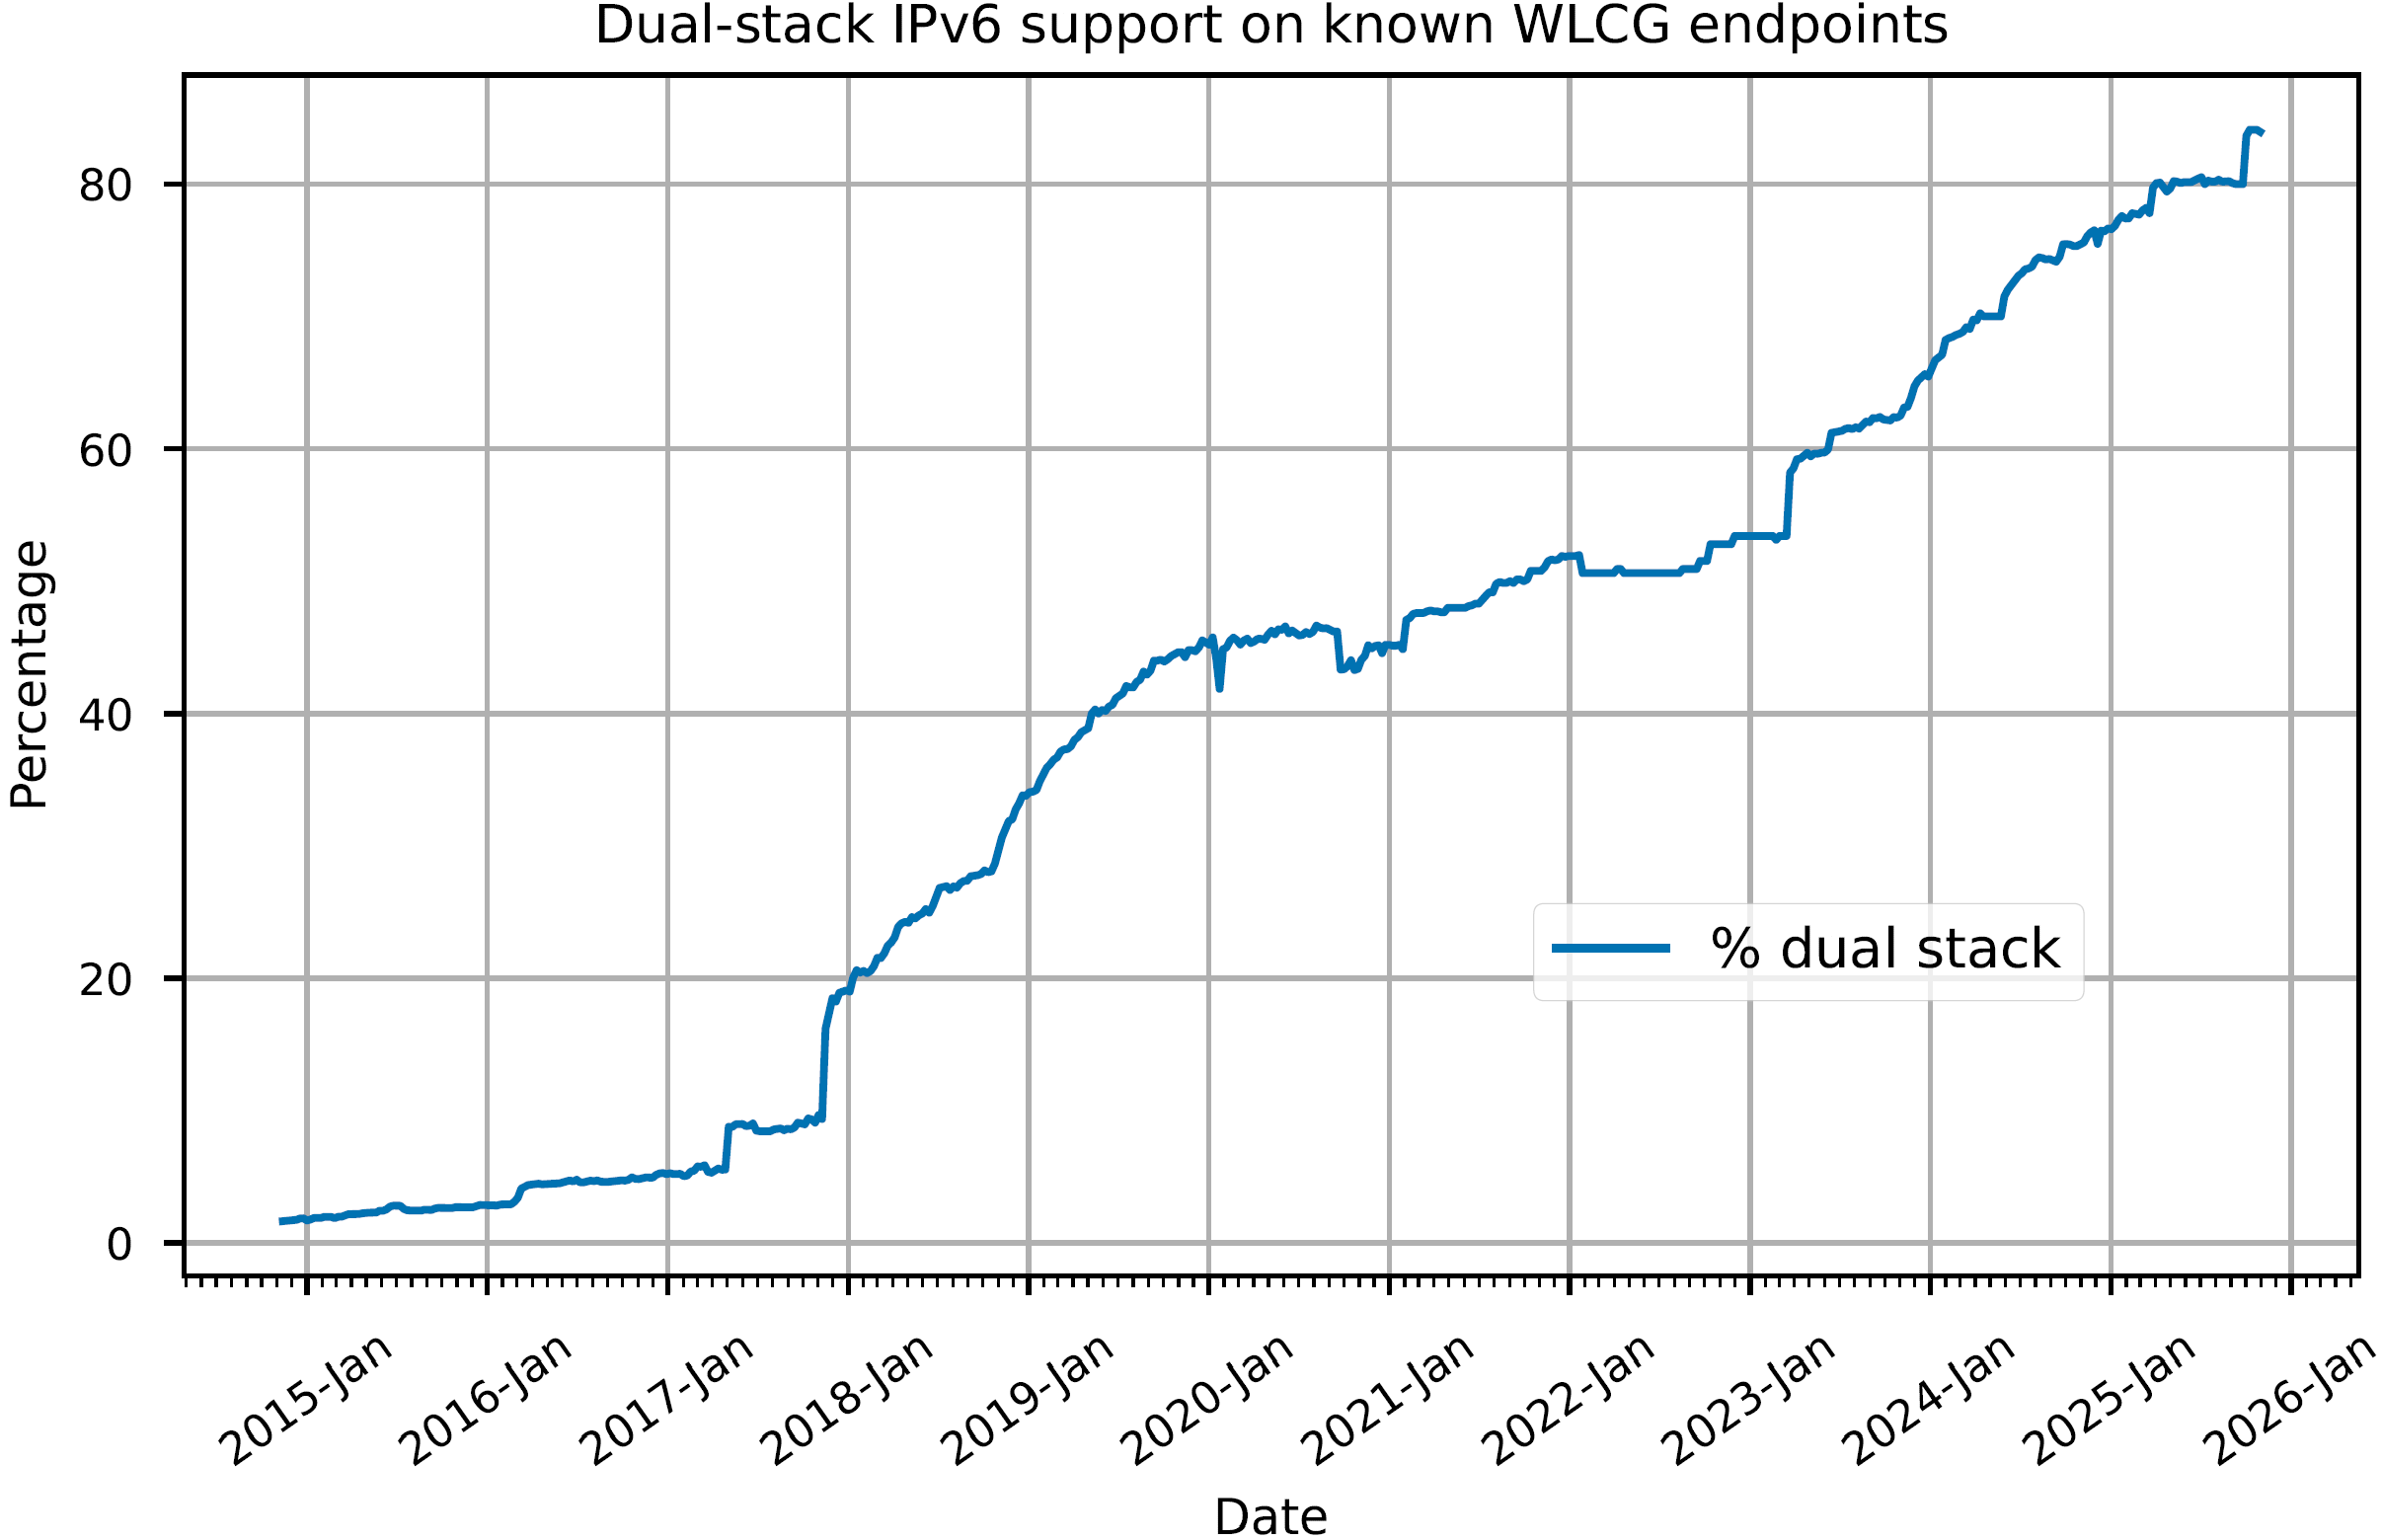 Dual-stack IPv6 support on known WLCG endpoints
Percentage
80
60
40
20
0
% dual stack
2015-Jan
2016-Jan
2017-Jan
2018-Jan
2019-Jan
2020-Jan
2021-Jan
2022-Jan
2023-Jan
2024-Jan
2025-Jan
2026-Jan
Date